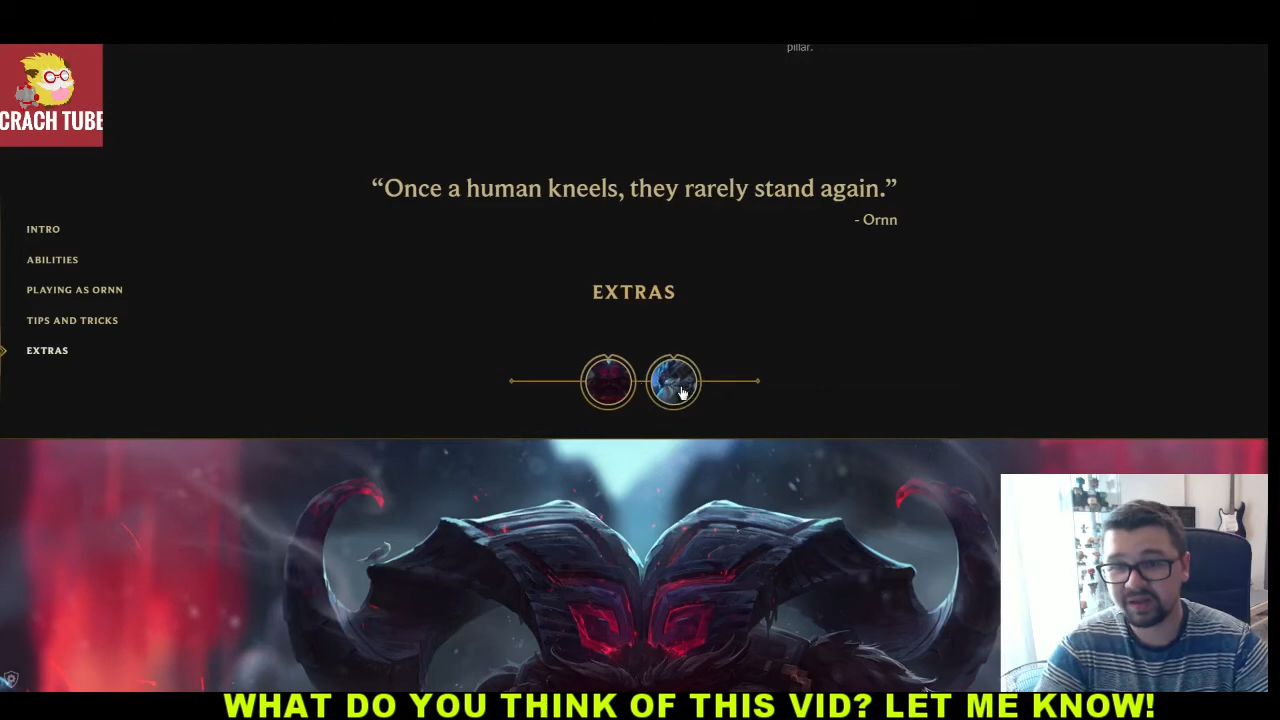 pillar.
CRACH TUBE
“Once a human kneels, they rarely stand again.”
- Ornn
INTRO
ABILITIES
PLAYING AS ORNN
TIPS AND TRICKS
EXTRAS
EXTRAS
WHAT DO YOU THINK OF THIS VID? LET ME KNOW!